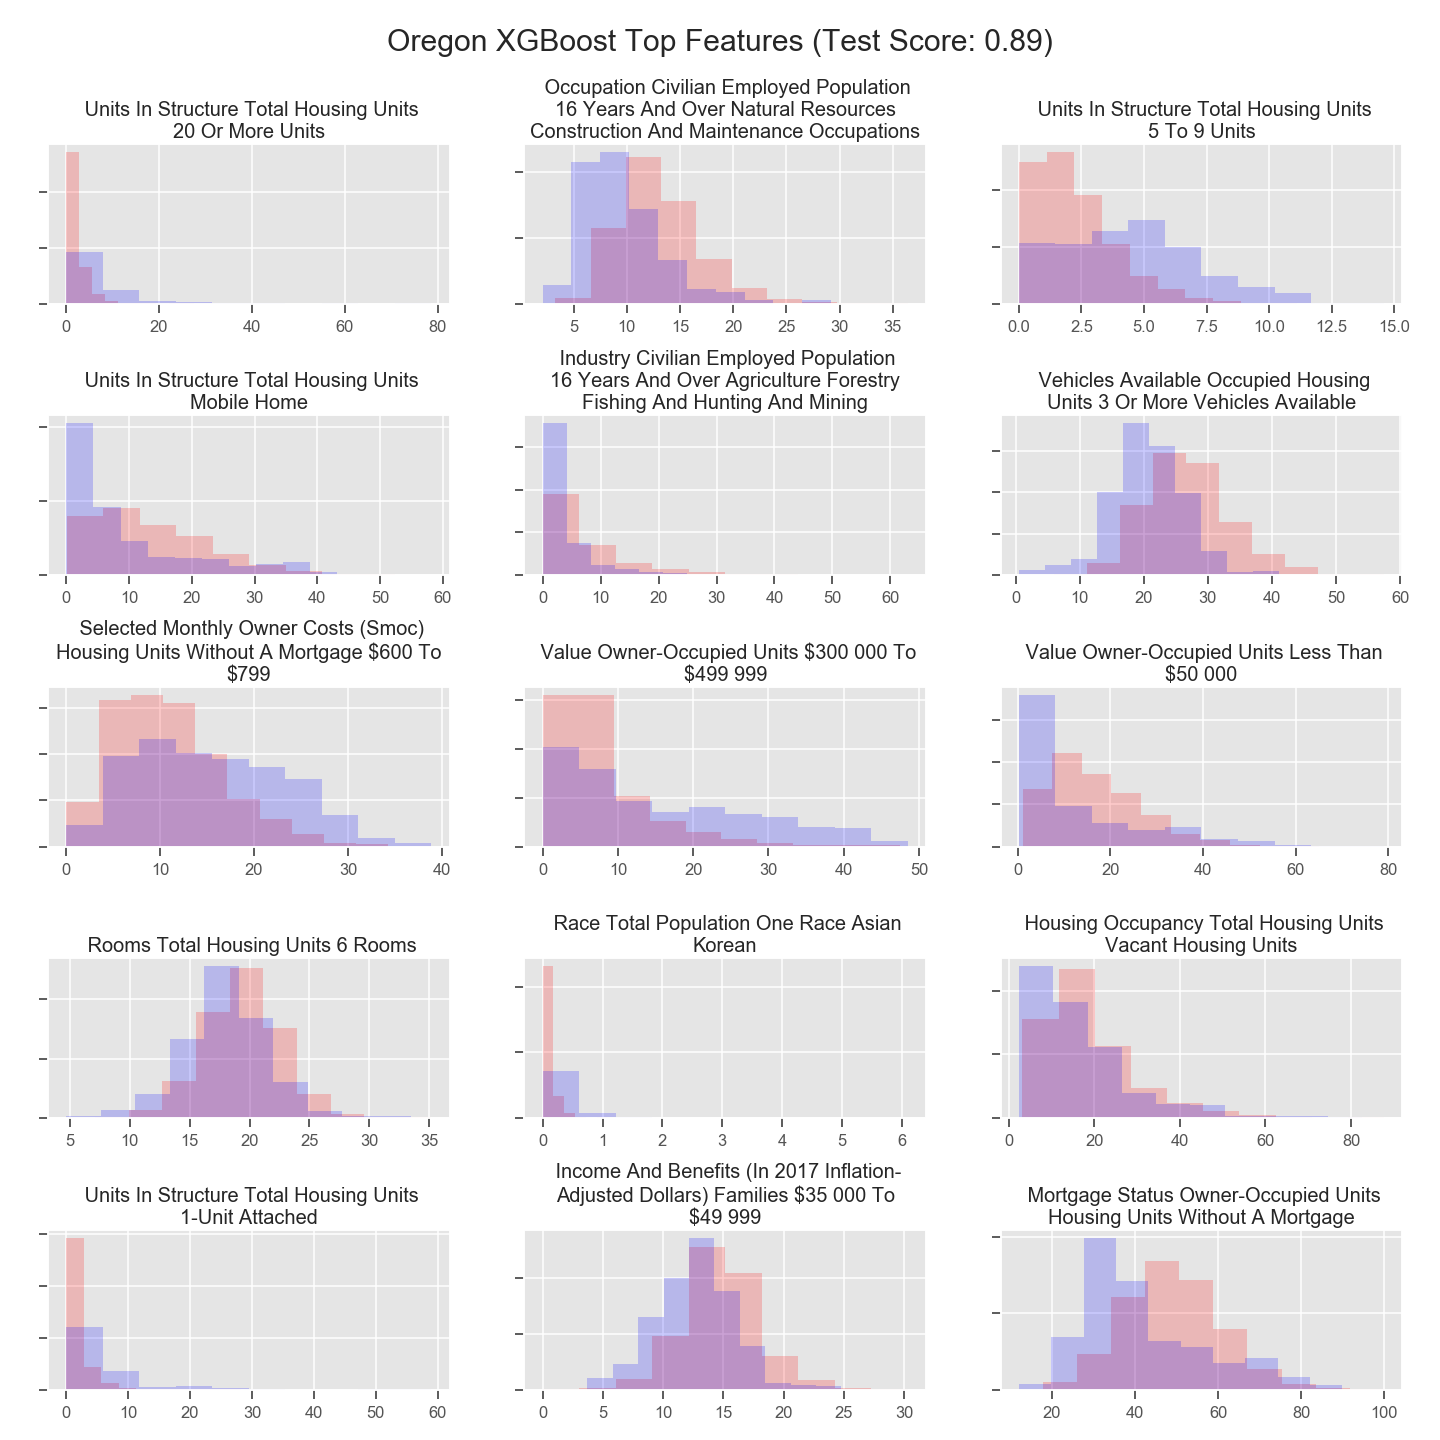 Oregon XGBoost Top Features (Test Score: 0.89)
Units In Structure Total Housing Units
20 Or More Units
0 20 40 60 80
Occupation Civilian Employed Population
16 Years And Over Natural Resources
Construction And Maintenance Occupations
5 10 15 20 25 30 35
Units In Structure Total Housing Units
5 To 9 Units
0.0 2.5 5.0 7.5 10.0 12.5 15.0
Units In Structure Total Housing Units
Mobile Home
0 10 20 30 40 50 60
Industry Civilian Employed Population
16 Years And Over Agriculture Forestry
Fishing And Hunting And Mining
0 10 20 30 40 50 60
Vehicles Available Occupied Housing
Units 3 Or More Vehicles Available
0 10 20 30 40 50 60
Selected Monthly Owner Costs (Smoc)
Housing Units Without A Mortgage $600 To
$799
0 10 20 30 40
Value Owner-Occupied Units $300 000 To
$499 999
0 10 20 30 40 50
Value Owner-Occupied Units Less Than
$50 000
0 20 40 60 80
Rooms Total Housing Units 6 Rooms
5 10 15 20 25 30 35
Race Total Population One Race Asian
Korean
0 1 2 3 4 5 6
Housing Occupancy Total Housing Units
Vacant Housing Units
0 20 40 60 80
Units In Structure Total Housing Units
1-Unit Attached
0 10 20 30 40 50 60
Income And Benefits (In 2017 Inflation-
Adjusted Dollars) Families $35 000 To
$49 999
0 5 10 15 20 25 30
Mortgage Status Owner-Occupied Units
Housing Units Without A Mortgage
20 40 60 80 100